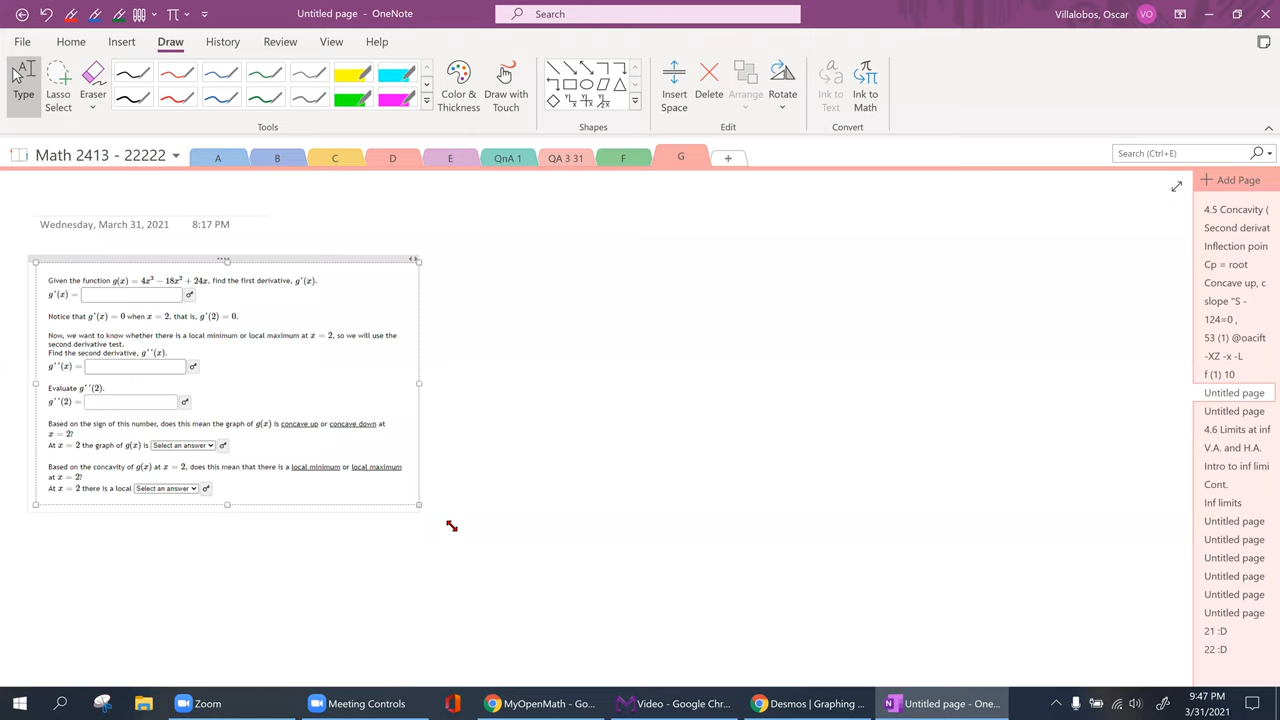 Untitled page - OneNote
Search
Villalobos, Oscar
VO
File
Home
Insert
Draw
History
Review
View
Help
Type
Lasso Select
Eraser
Color & Thickness
Draw with Touch
Insert Space
Delete
Arrange
Rotate
Ink to Text
Ink to Math
Tools
Shapes
Edit
Convert
Math 2413 - 22222
A
B
C
D
E
QnA 1
QA 3 31
F
G
Search (Ctrl+E)
Wednesday, March 31, 2021 8:17 PM
Given the function g(x) = 4x³ − 18x² + 24x, find the first derivative, g'(x).
g'(x) =
Notice that g'(x) = 0 when x = 2, that is, g'(2) = 0.
Now, we want to know whether there is a local minimum or local maximum at x = 2, so we will use the
second derivative test.
Find the second derivative, g''(x).
g''(x) =
Evaluate g''(2).
g''(2) =
Based on the sign of this number, does this mean the graph of g(x) is concave up or concave down at
x = 2?
At x = 2 the graph of g(x) is Select an answer
Based on the concavity of g(x) at x = 2, does this mean that there is a local minimum or local maximum
at x = 2?
At x = 2 there is a local Select an answer
Add Page
4.5 Concavity (
Second derivat
Inflection poin
Cp = root
Concave up, c
slope "S -
124=0 ,
53 (1) @oaicft
-XZ -x -L
f (1) 10
Untitled page
Untitled page
4.6 Limits at inf
V.A. and H.A.
Intro to inf limi
Cont.
Inf limits
Untitled page
Untitled page
Untitled page
Untitled page
Untitled page
Untitled page
21 :D
22 :D
Zoom
Meeting Controls
MyOpenMath - Go...
Video - Google Chr...
Desmos | Graphing ...
Untitled page - One...
9:47 PM
3/31/2021